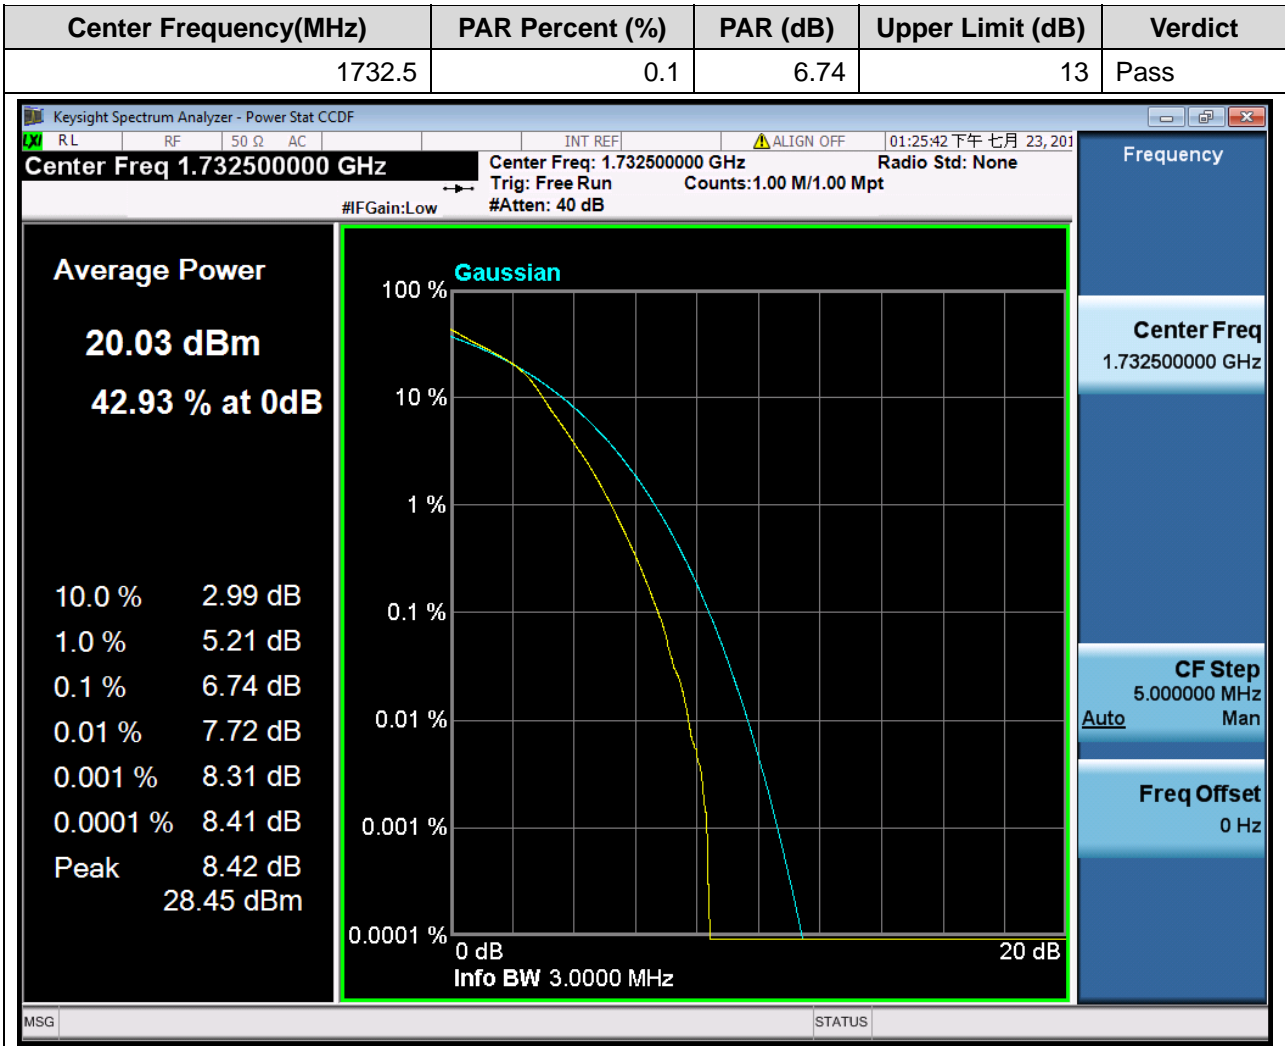 Center Frequency(MHz) PAR Percent (%) PAR (dB) Upper Limit (dB) Verdict
1732.5 0.1 6.74 13 Pass
Keysight Spectrum Analyzer - Power Stat CCDF
LXI RL RF 50 Ω AC INT REF ALIGN OFF 01:25:42 下午 七月 23, 201
Center Freq 1.732500000 GHz
Center Freq: 1.732500000 GHz Radio Std: None
Trig: Free Run Counts:1.00 M/1.00 Mpt
#IFGain:Low #Atten: 40 dB
Frequency
Average Power
20.03 dBm
42.93 % at 0dB
10.0 % 2.99 dB
1.0 % 5.21 dB
0.1 % 6.74 dB
0.01 % 7.72 dB
0.001 % 8.31 dB
0.0001 % 8.41 dB
Peak 8.42 dB
28.45 dBm
Gaussian
100 %
10 %
1 %
0.1 %
0.01 %
0.001 %
0.0001 %
0 dB 20 dB
Info BW 3.0000 MHz
Center Freq
1.732500000 GHz
CF Step
5.000000 MHz
Auto Man
Freq Offset
0 Hz
MSG STATUS